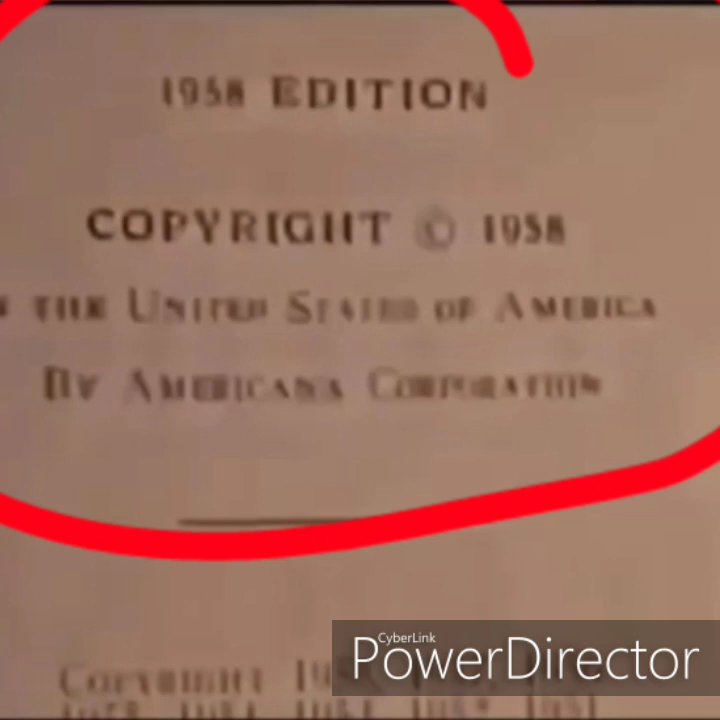 1958 EDITION
COPYRIGHT © 1958
THE UNITED STATES OF AMERICA
BY AMERICANA CORPORATION
COPYRIGHT
CyberLink
PowerDirector